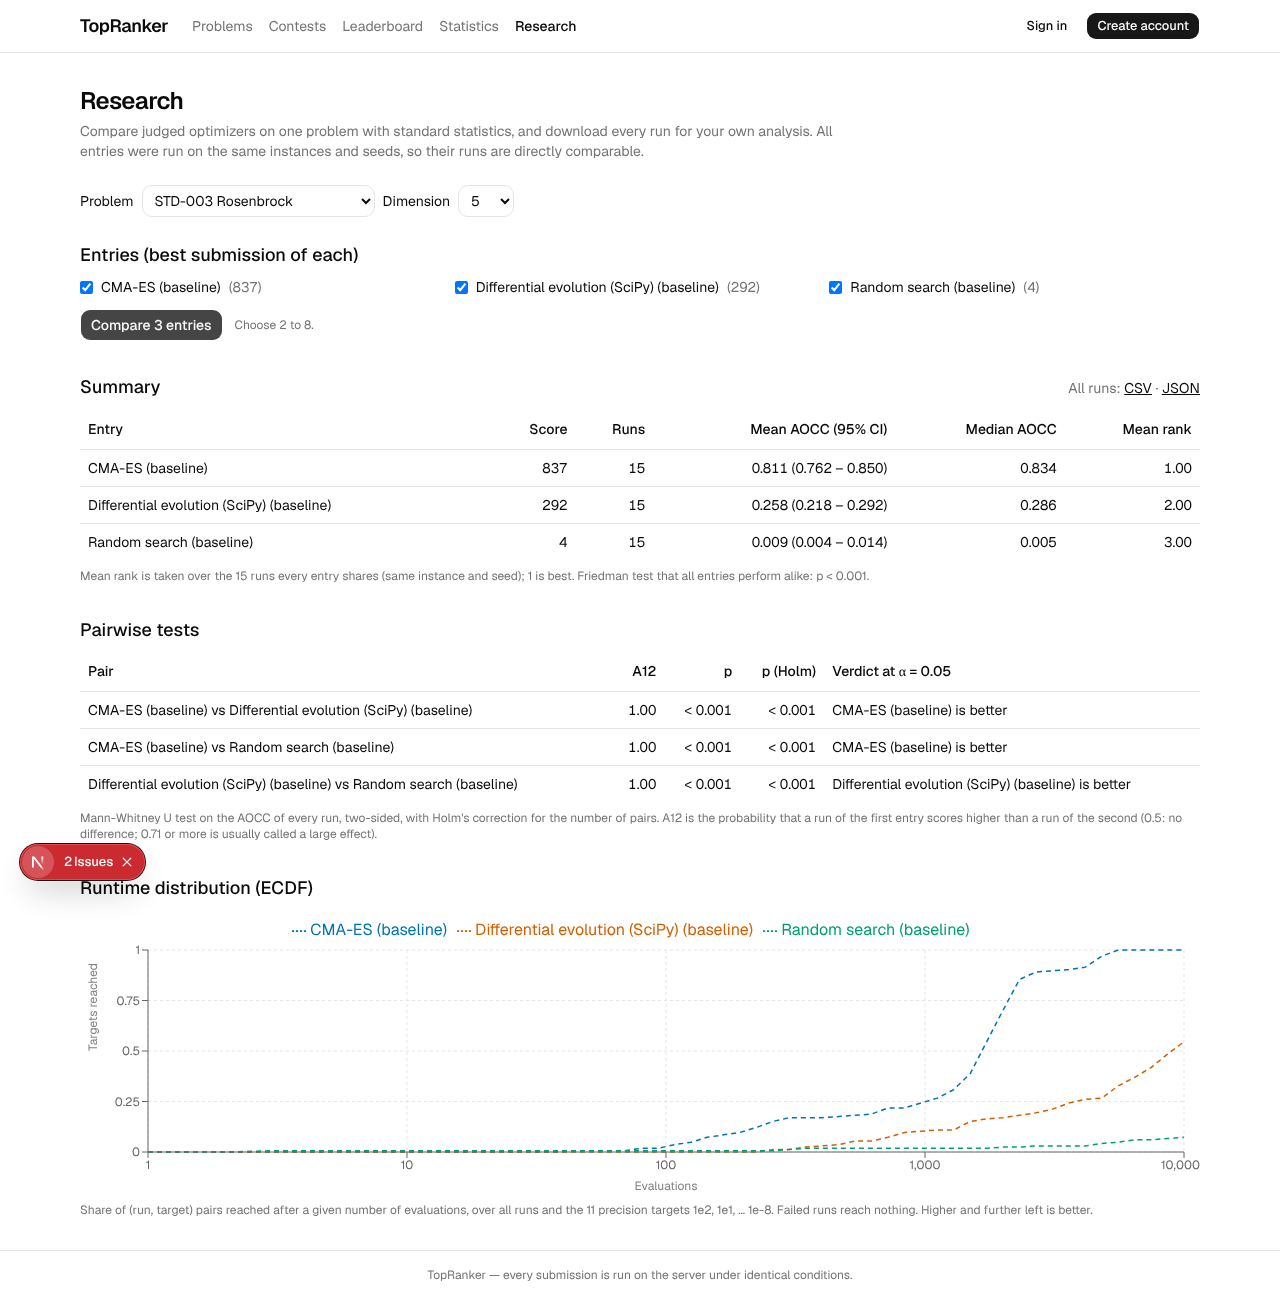 TopRanker Problems Contests Leaderboard Statistics Research Sign in Create account
Research
Compare judged optimizers on one problem with standard statistics, and download every run for your own analysis. All
entries were run on the same instances and seeds, so their runs are directly comparable.
Problem STD-003 Rosenbrock Dimension 5
Entries (best submission of each)
CMA-ES (baseline) (837) Differential evolution (SciPy) (baseline) (292) Random search (baseline) (4)
Compare 3 entries Choose 2 to 8.
Summary All runs: CSV · JSON
Entry Score Runs Mean AOCC (95% CI) Median AOCC Mean rank
CMA-ES (baseline) 837 15 0.811 (0.762 – 0.850) 0.834 1.00
Differential evolution (SciPy) (baseline) 292 15 0.258 (0.218 – 0.292) 0.286 2.00
Random search (baseline) 4 15 0.009 (0.004 – 0.014) 0.005 3.00
Mean rank is taken over the 15 runs every entry shares (same instance and seed); 1 is best. Friedman test that all entries perform alike: p < 0.001.
Pairwise tests
Pair A12 p p (Holm) Verdict at α = 0.05
CMA-ES (baseline) vs Differential evolution (SciPy) (baseline) 1.00 < 0.001 < 0.001 CMA-ES (baseline) is better
CMA-ES (baseline) vs Random search (baseline) 1.00 < 0.001 < 0.001 CMA-ES (baseline) is better
Differential evolution (SciPy) (baseline) vs Random search (baseline) 1.00 < 0.001 < 0.001 Differential evolution (SciPy) (baseline) is better
Mann-Whitney U test on the AOCC of every run, two-sided, with Holm's correction for the number of pairs. A12 is the probability that a run of the first entry scores higher than a run of the second (0.5: no
difference; 0.71 or more is usually called a large effect).
N 2 Issues
Runtime distribution (ECDF)
CMA-ES (baseline) Differential evolution (SciPy) (baseline) Random search (baseline)
Targets reached
1
0.75
0.5
0.25
0
1 10 100 1,000 10,000
Evaluations
Share of (run, target) pairs reached after a given number of evaluations, over all runs and the 11 precision targets 1e2, 1e1, … 1e-8. Failed runs reach nothing. Higher and further left is better.
TopRanker — every submission is run on the server under identical conditions.